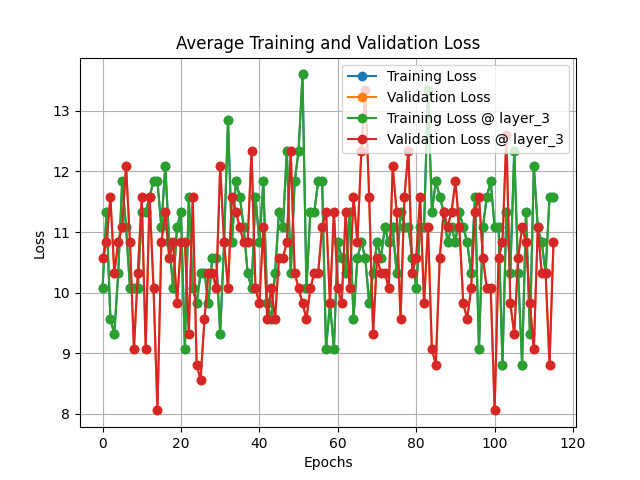 Average Training and Validation Loss
Training Loss
Validation Loss
Training Loss @ layer_3
Validation Loss @ layer_3
Loss
13
12
11
10
9
8
0 20 40 60 80 100 120
Epochs